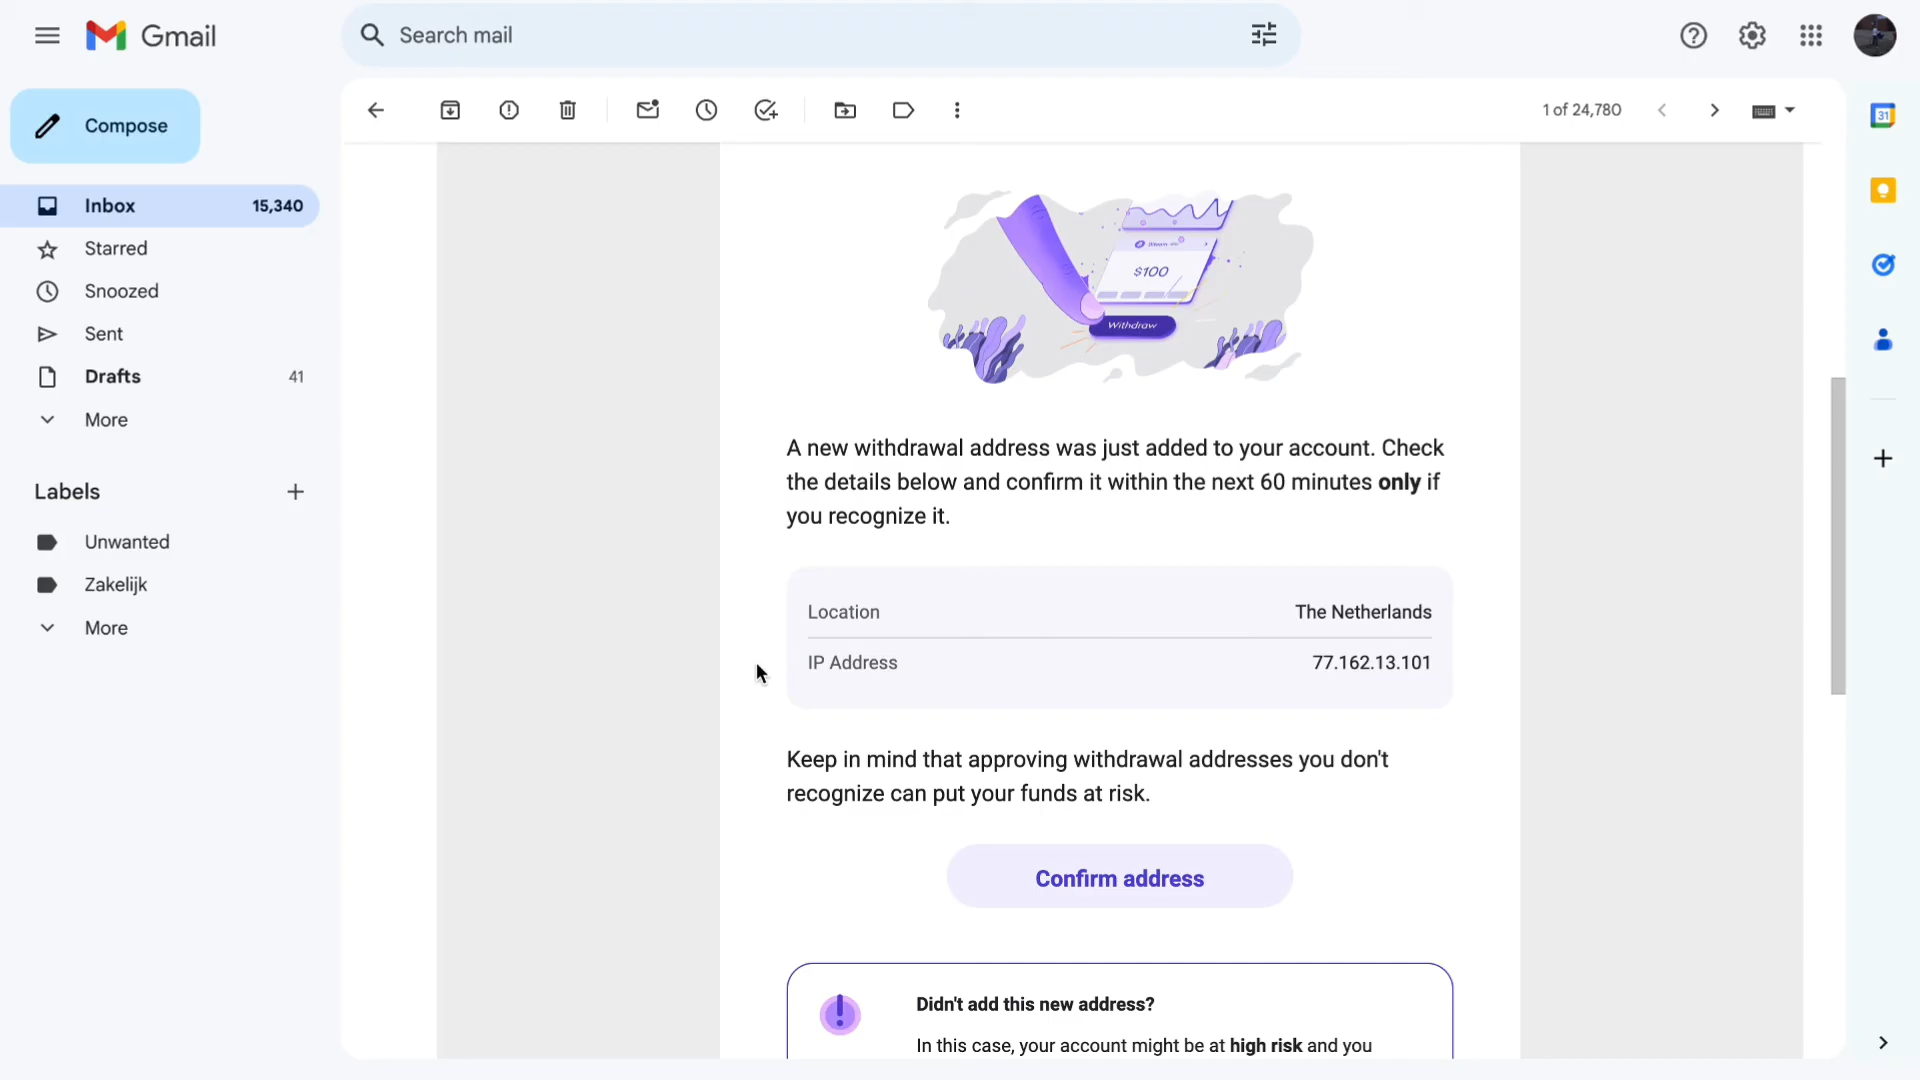 Gmail
Search mail
Compose
1 of 24,780
31
Inbox 15,340
Starred
Snoozed
Sent
Drafts 41
More
Labels
Unwanted
Zakelijk
More
$100
Withdraw
A new withdrawal address was just added to your account. Check
the details below and confirm it within the next 60 minutes only if
you recognize it.
Location The Netherlands
IP Address 77.162.13.101
Keep in mind that approving withdrawal addresses you don't
recognize can put your funds at risk.
Confirm address
Didn't add this new address?
In this case, your account might be at high risk and you